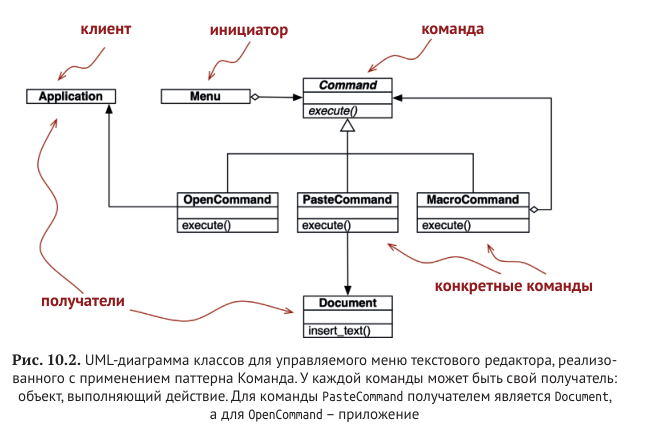 клиент
инициатор
команда
Application
Menu
Command
execute()
OpenCommand
execute()
PasteCommand
execute()
MacroCommand
execute()
получатели
конкретные команды
Document
insert_text()
Рис. 10.2. UML-диаграмма классов для управляемого меню текстового редактора, реализо-
ванного с применением паттерна Команда. У каждой команды может быть свой получатель:
объект, выполняющий действие. Для команды PasteCommand получателем является Document,
а для OpenCommand – приложение